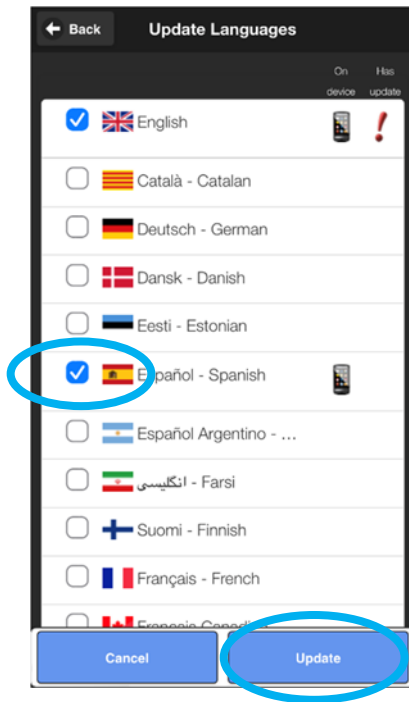 Back
Update Languages
On device
Has update
English
Català - Catalan
Deutsch - German
Dansk - Danish
Eesti - Estonian
Español - Spanish
Español Argentino - ...
انگلیسی - Farsi
Suomi - Finnish
Français - French
Français
Cancel
Update